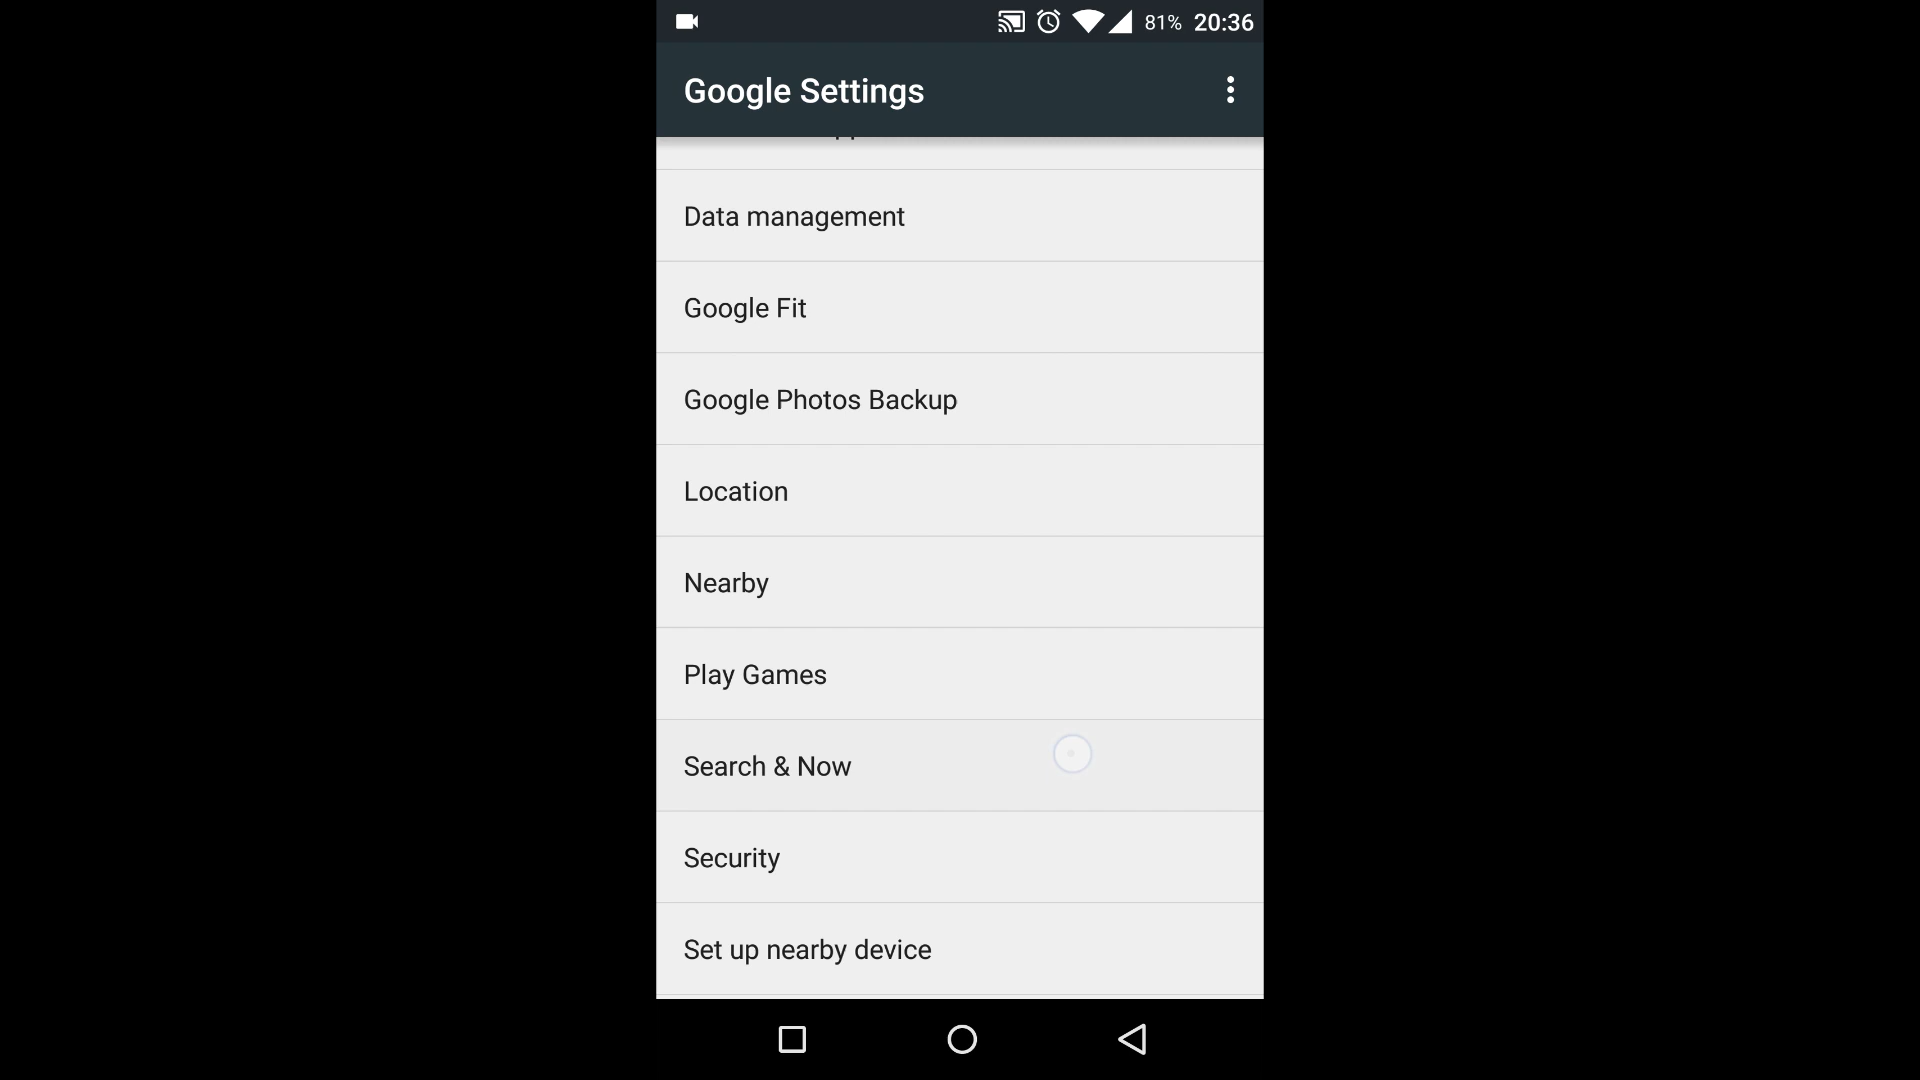 81% 20:36
Google Settings
Data management
Google Fit
Google Photos Backup
Location
Nearby
Play Games
Search & Now
Security
Set up nearby device